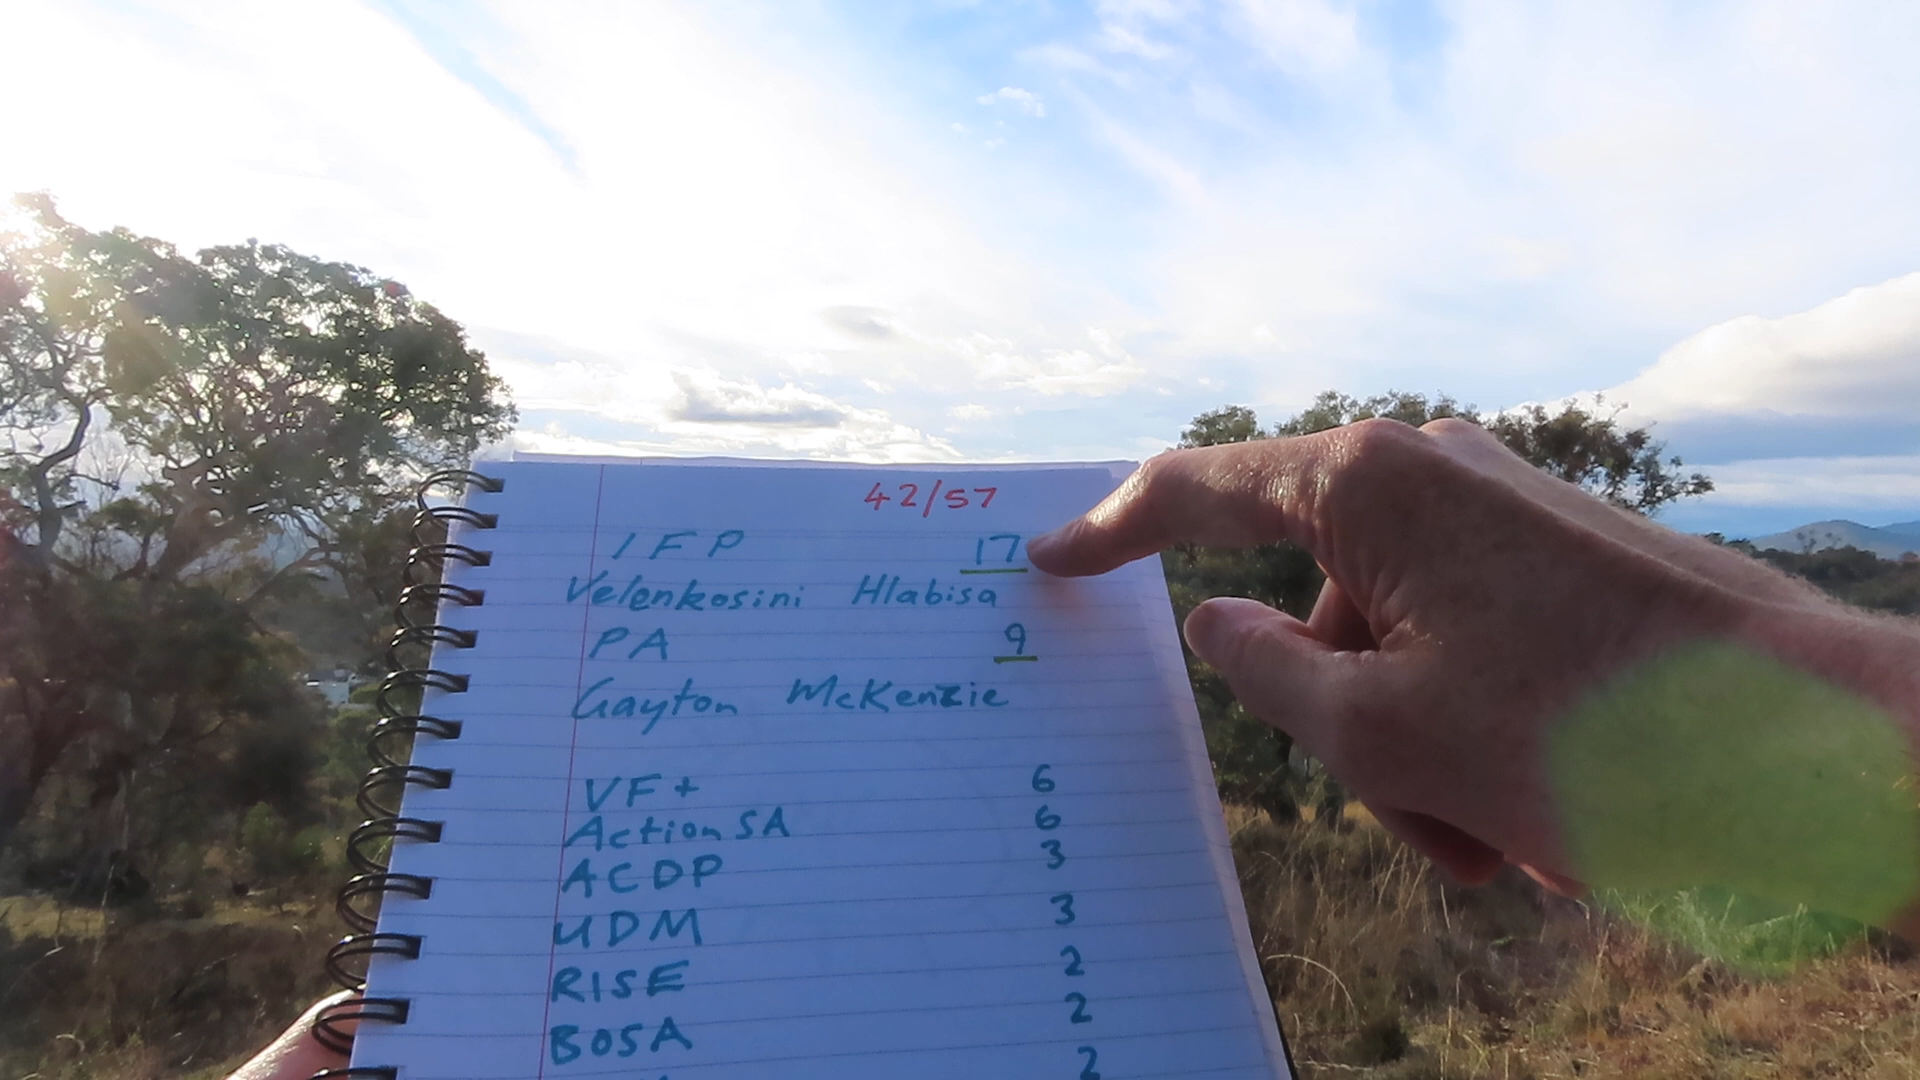 42/57
IFP 17
Velenkosini Hlabisa
PA 9
Gayton McKenzie
VF+ 6
Action SA 6
ACDP 3
UDM 3
RISE 2
BOSA 2
2